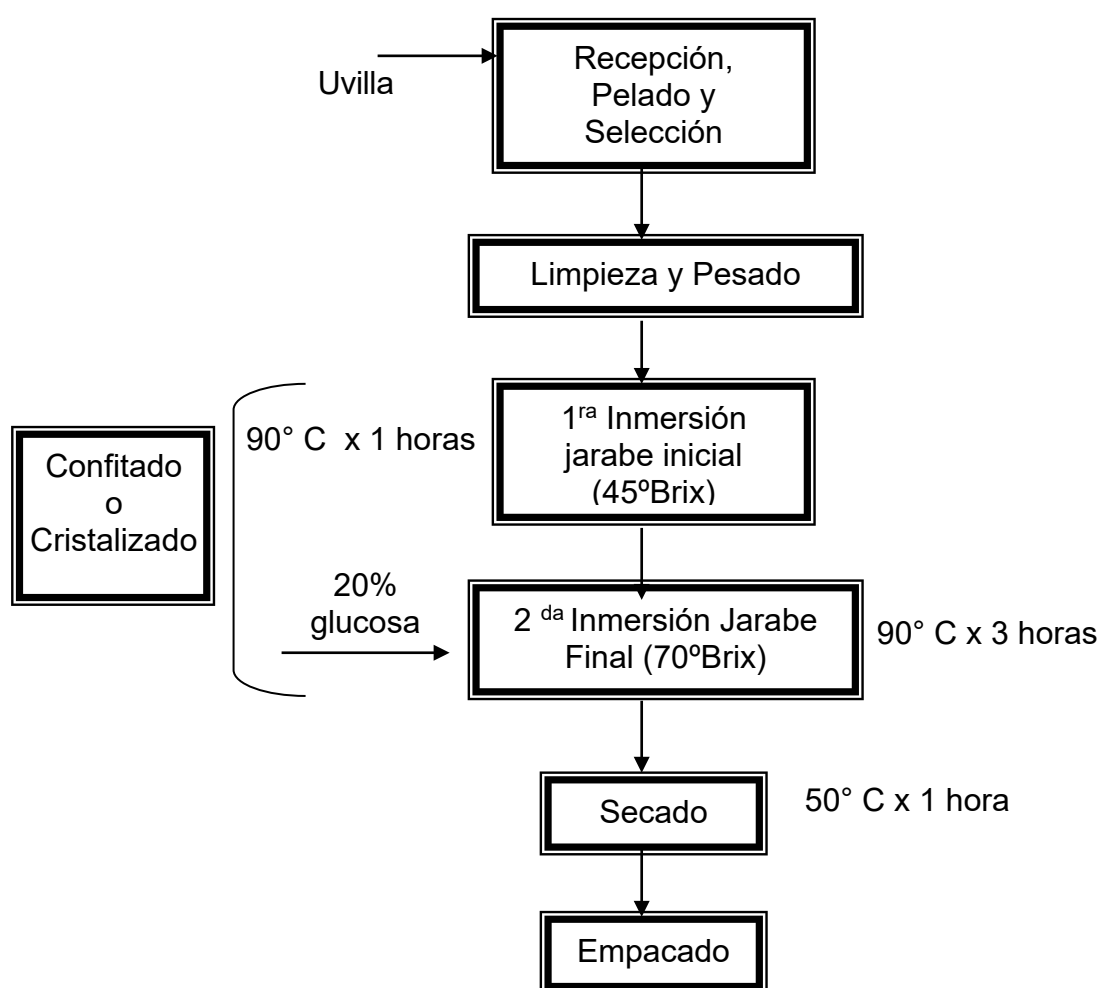 Uvilla
Recepción,
Pelado y
Selección
Limpieza y Pesado
Confitado
o
Cristalizado
90° C x 1 horas
1ra Inmersión
jarabe inicial
(45ºBrix)
20%
glucosa
2 da Inmersión Jarabe
Final (70ºBrix)
90° C x 3 horas
Secado
50° C x 1 hora
Empacado